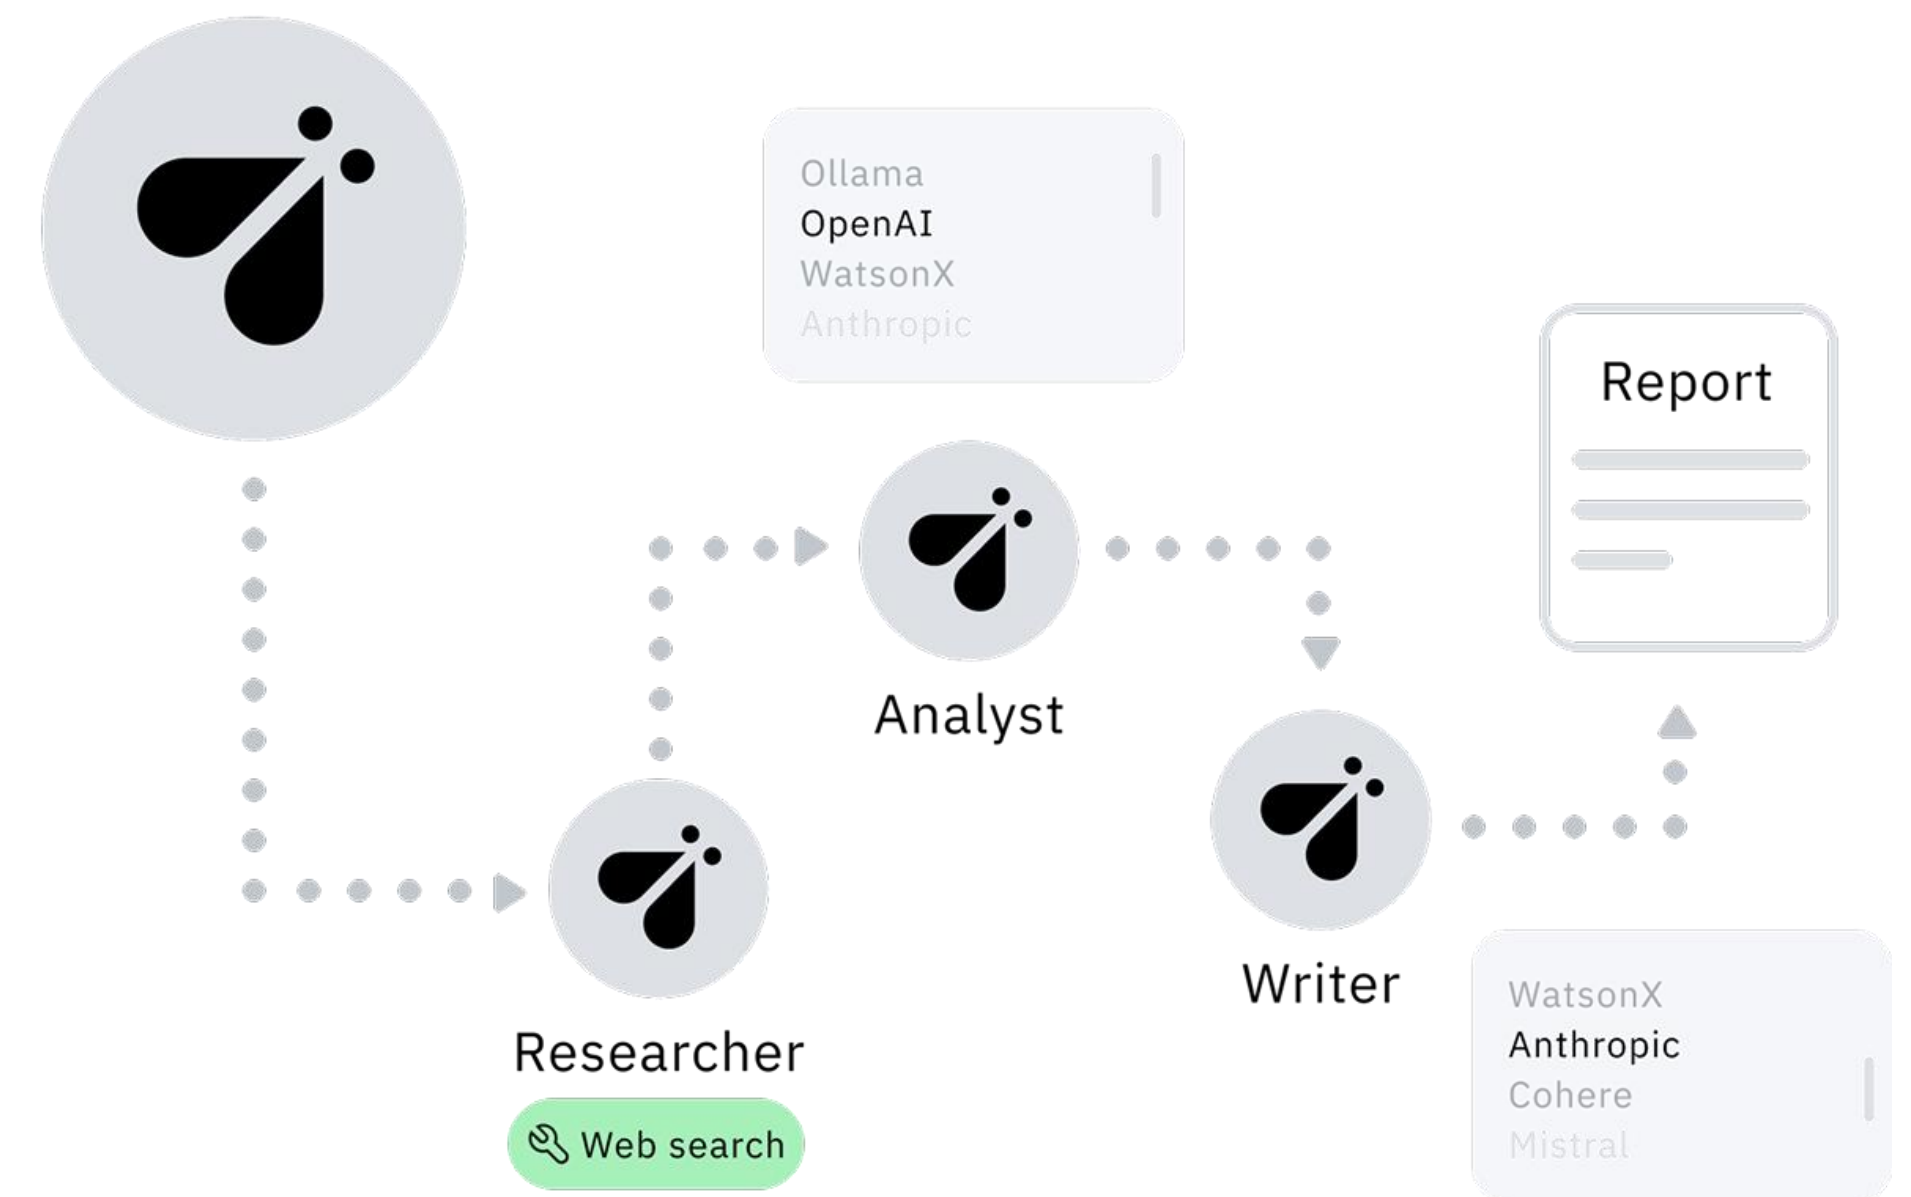 Ollama
OpenAI
WatsonX
Anthropic
Report
Analyst
Writer
Researcher
Web search
WatsonX
Anthropic
Cohere
Mistral